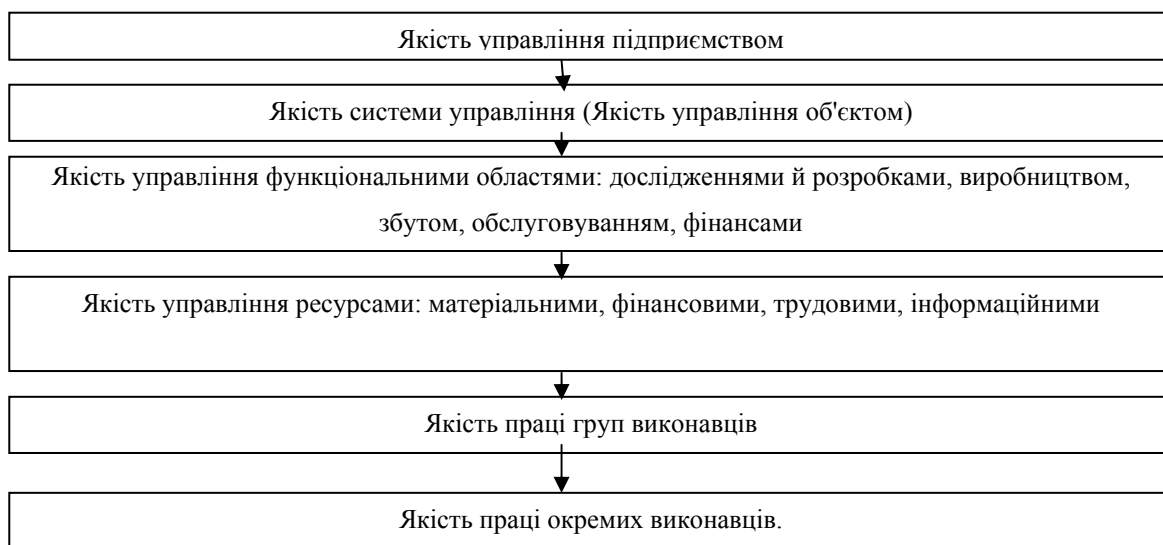 Якість управління підприємством
Якість системи управління (Якість управління об'єктом)
Якість управління функціональними областями: дослідженнями й розробками, виробництвом,
збутом, обслуговуванням, фінансами
Якість управління ресурсами: матеріальними, фінансовими, трудовими, інформаційними
Якість праці груп виконавців
Якість праці окремих виконавців.